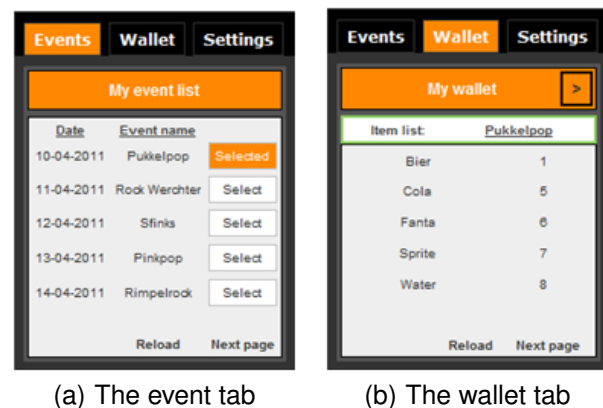 Events Wallet Settings
My event list
Date Event name
10-04-2011 Pukkelpop Selected
11-04-2011 Rock Werchter Select
12-04-2011 Sfinks Select
13-04-2011 Pinkpop Select
14-04-2011 Rimpelrock Select
Reload Next page
(a) The event tab
Events Wallet Settings
My wallet >
Item list: Pukkelpop
Bier 1
Cola 5
Fanta 6
Sprite 7
Water 8
Reload Next page
(b) The wallet tab